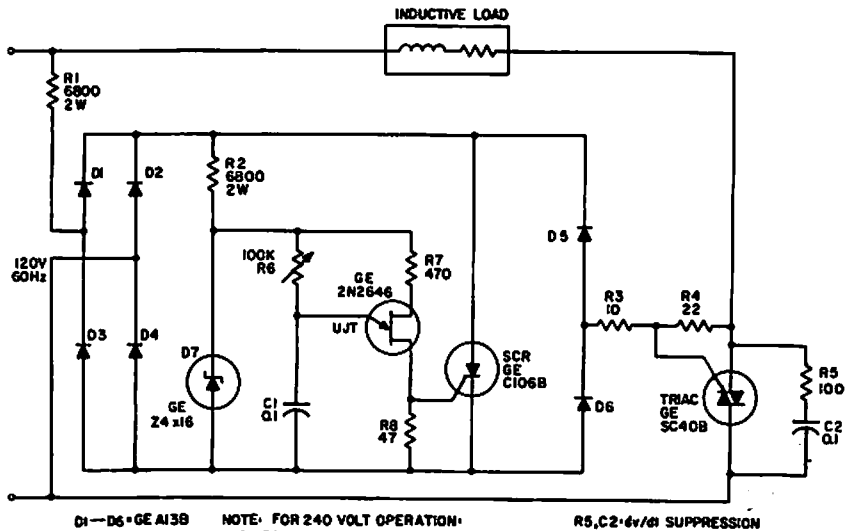 INDUCTIVE LOAD
R1
6800
2W
D1
D2
R2
6800
2W
120V
60Hz
100K
R6
R7
470
GE
2N2646
UJT
D5
R3
10
R4
22
D3
D4
D7
GE
Z4x16
C1
0.1
R8
47
SCR
GE
C106B
D6
TRIAC
GE
SC40B
R5
100
C2
0.1
D1--D6=GE A13B
NOTE: FOR 240 VOLT OPERATION:
R5,C2=dv/dt SUPPRESSION